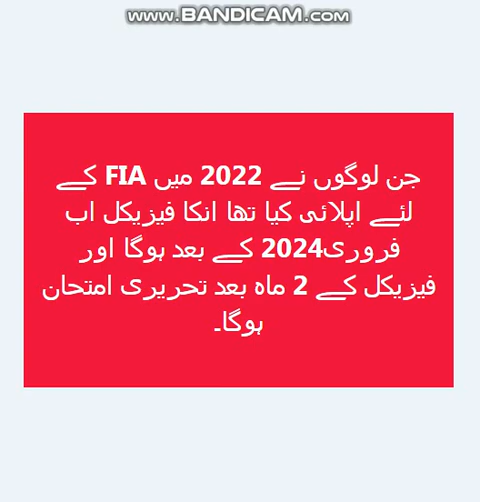 www.BANDICAM.com
جن لوگوں نے 2022 میں FIA کے
لئے اپلائی کیا تھا انکا فیزیکل اب
فروری2024 کے بعد ہوگا اور
فیزیکل کے 2 ماہ بعد تحریری امتحان
ہوگا۔